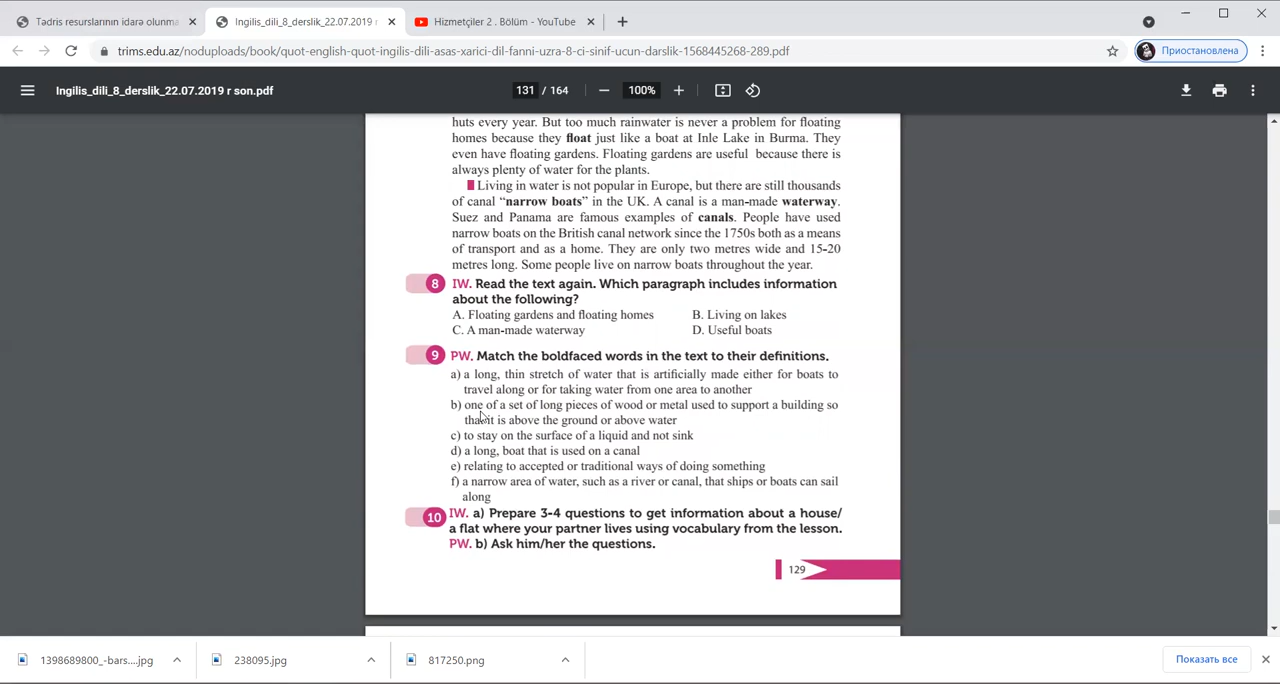 Tədris resurslarının idarə olunma
Ingilis_dili_8_derslik_22.07.2019 r
Hizmetçiler 2 . Bölüm - YouTube
trims.edu.az/noduploads/book/quot-english-quot-ingilis-dili-asas-xarici-dil-fanni-uzra-8-ci-sinif-ucun-darslik-1568445268-289.pdf
Приостановлена
Ingilis_dili_8_derslik_22.07.2019 r son.pdf
131 / 164
100%
huts every year. But too much rainwater is never a problem for floating
homes because they float just like a boat at Inle Lake in Burma. They
even have floating gardens. Floating gardens are useful because there is
always plenty of water for the plants.
Living in water is not popular in Europe, but there are still thousands
of canal “narrow boats” in the UK. A canal is a man-made waterway.
Suez and Panama are famous examples of canals. People have used
narrow boats on the British canal network since the 1750s both as a means
of transport and as a home. They are only two metres wide and 15-20
metres long. Some people live on narrow boats throughout the year.
8 IW. Read the text again. Which paragraph includes information
about the following?
A. Floating gardens and floating homes B. Living on lakes
C. A man-made waterway D. Useful boats
9 PW. Match the boldfaced words in the text to their definitions.
a) a long, thin stretch of water that is artificially made either for boats to
travel along or for taking water from one area to another
b) one of a set of long pieces of wood or metal used to support a building so
that it is above the ground or above water
c) to stay on the surface of a liquid and not sink
d) a long, boat that is used on a canal
e) relating to accepted or traditional ways of doing something
f) a narrow area of water, such as a river or canal, that ships or boats can sail
along
10 IW. a) Prepare 3-4 questions to get information about a house/
a flat where your partner lives using vocabulary from the lesson.
PW. b) Ask him/her the questions.
129
1398689800_-bars....jpg
238095.jpg
817250.png
Показать все